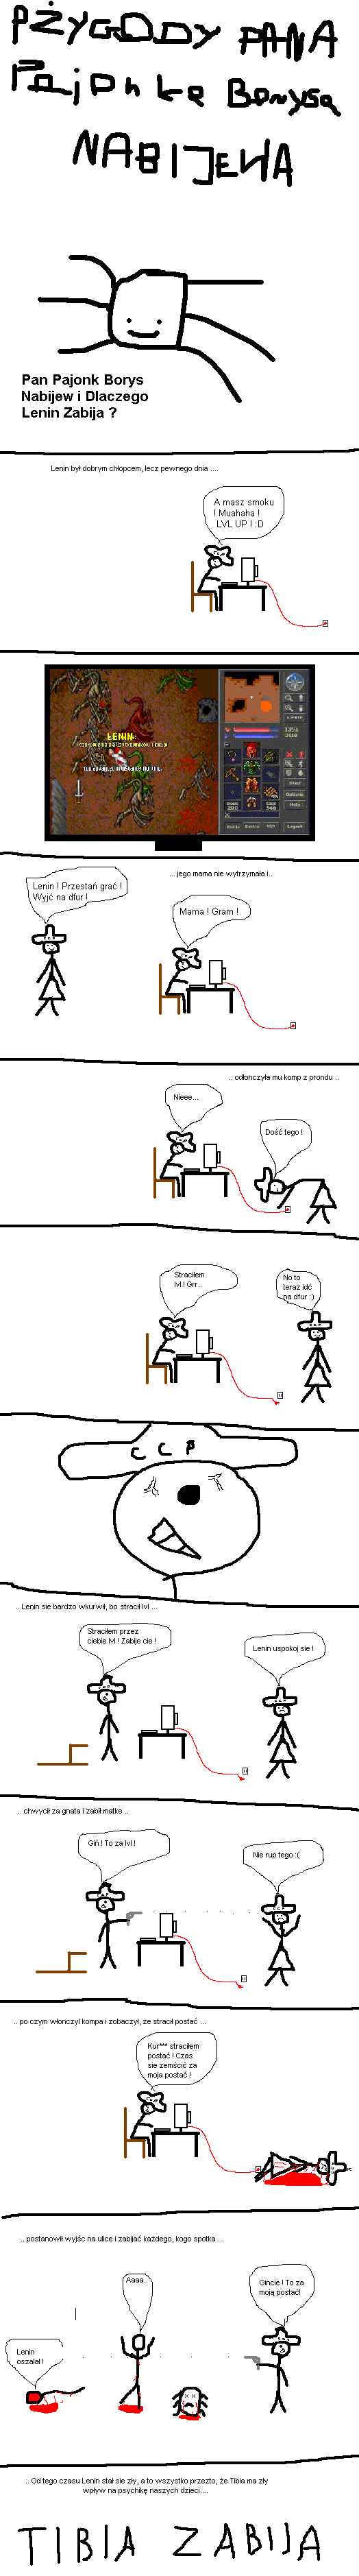 PŻYGODY PANA
Pajonka Borysa
NABIJEWA
Pan Pajonk Borys
Nabijew i Dlaczego
Lenin Zabija ?
Lenin był dobrym chłopcem, lecz pewnego dnia ....
A masz smoku
! Muahaha !
LVL UP ! :D
LENIN
... jego mama nie wytrzymała i..
Lenin ! Przestań grać !
Wyjć na dfur !
Mama ! Gram !
.. odłonczyła mu komp z prondu ..
Nieee...
Dość tego !
Straciłem
lvl ! Grr..
No to
teraz idć
na dfur :)
C C P
.. Lenin sie bardzo wkurwił, bo stracił lvl ...
Straciłem przez
ciebie lvl ! Zabije cie !
Lenin uspokoj sie !
.. chwycił za gnata i zabił matke ..
Giń ! To za lvl !
Nie rup tego :(
.. po czym włonczyl kompa i zobaczył, że stracił postać ...
Kur*** straciłem
postać ! Czas
sie zemścić za
moja postać !
.. postanowił wyjśc na ulice i zabijać każdego, kogo spotka ...
Aaaa..
Gincie ! To za
moją postać!
Lenin
oszalał !
.. Od tego czasu Lenin stał sie zły, a to wszystko przezto, że Tibia ma zły
wpływ na psychikę naszych dzieci....
TIBIA ZABIJA